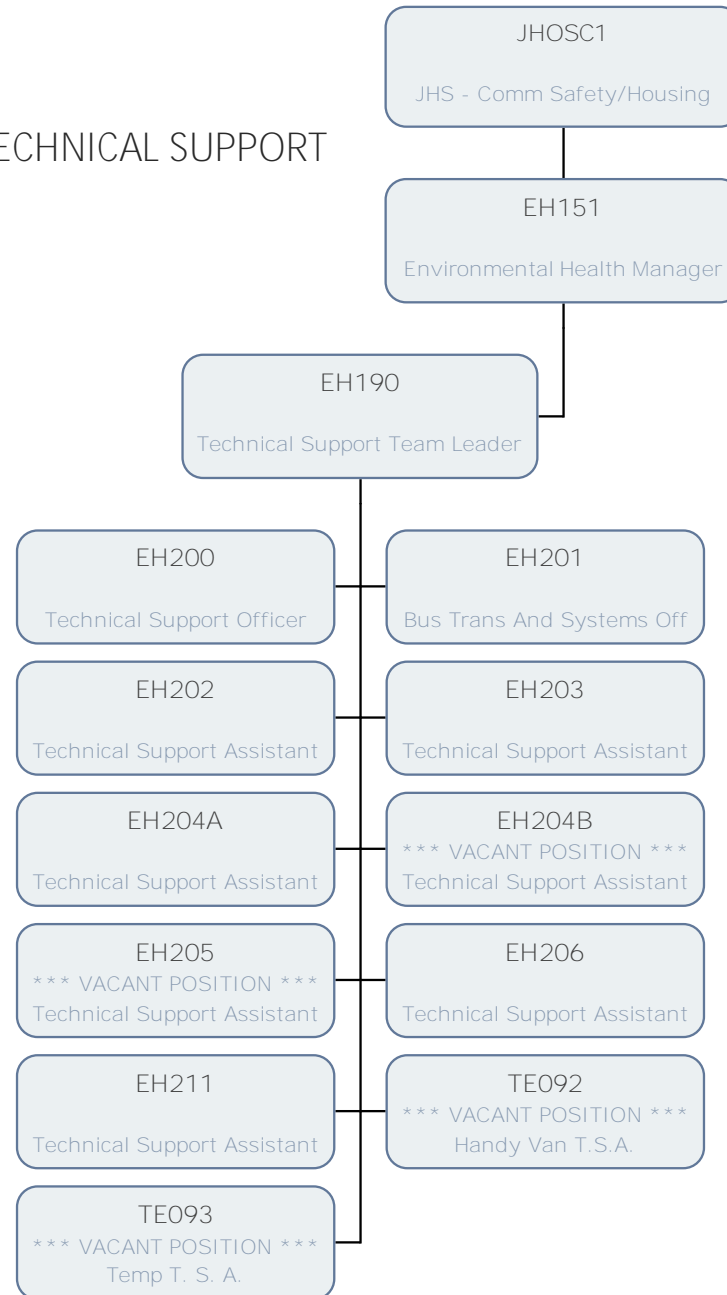 JHOSC1
JHS - Comm Safety/Housing
ECHNICAL SUPPORT
EH151
Environmental Health Manager
EH190
Technical Support Team Leader
EH200
Technical Support Officer
EH201
Bus Trans And Systems Off
EH202
Technical Support Assistant
EH203
Technical Support Assistant
EH204A
Technical Support Assistant
EH204B
*** VACANT POSITION ***
Technical Support Assistant
EH205
*** VACANT POSITION ***
Technical Support Assistant
EH206
Technical Support Assistant
EH211
Technical Support Assistant
TE092
*** VACANT POSITION ***
Handy Van T.S.A.
TE093
*** VACANT POSITION ***
Temp T. S. A.